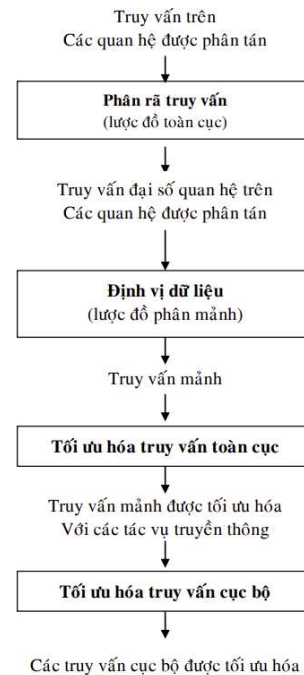 Truy vấn trên
Các quan hệ được phân tán
Phân rã truy vấn
(lược đồ toàn cục)
Truy vấn đại số quan hệ trên
Các quan hệ được phân tán
Định vị dữ liệu
(lược đồ phân mảnh)
Truy vấn mảnh
Tối ưu hóa truy vấn toàn cục
Truy vấn mảnh được tối ưu hóa
Với các tác vụ truyền thông
Tối ưu hóa truy vấn cục bộ
Các truy vấn cục bộ được tối ưu hóa